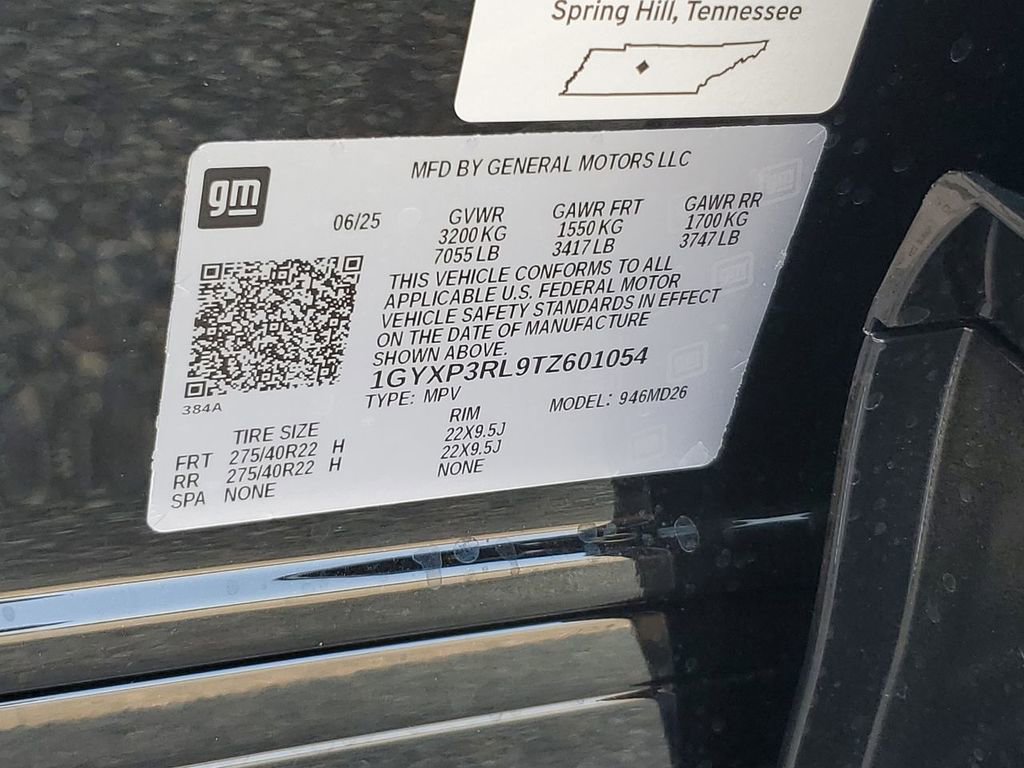 Spring Hill, Tennessee
gm
MFD BY GENERAL MOTORS LLC
06/25
GVWR
3200 KG
7055 LB
GAWR FRT
1550 KG
3417 LB
GAWR RR
1700 KG
3747 LB
THIS VEHICLE CONFORMS TO ALL
APPLICABLE U.S. FEDERAL MOTOR
VEHICLE SAFETY STANDARDS IN EFFECT
ON THE DATE OF MANUFACTURE
SHOWN ABOVE.
1GYXP3RL9TZ601054
TYPE: MPV
MODEL: 946MD26
384A
TIRE SIZE
RIM
FRT 275/40R22 H 22X9.5J
RR 275/40R22 H 22X9.5J
SPA NONE NONE